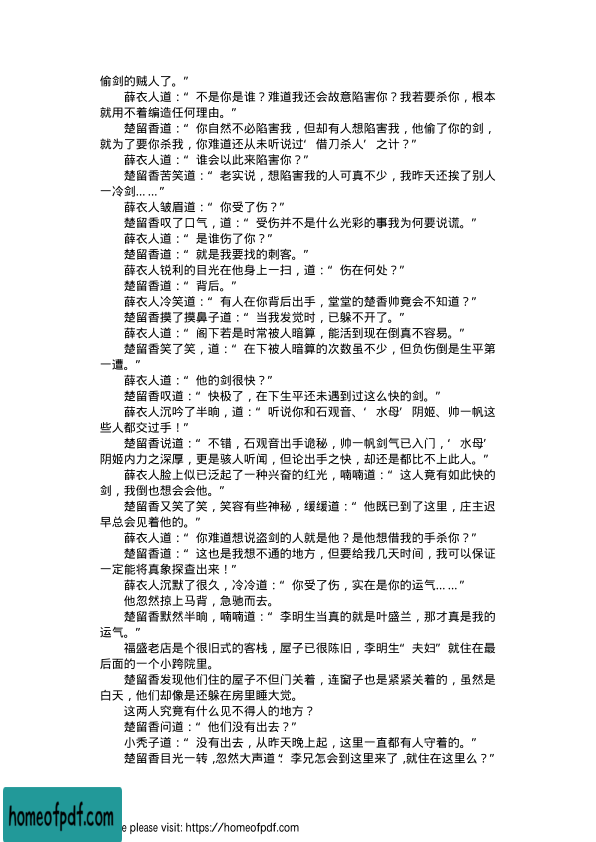 偷剑的贼人了。”
薛衣人道：“不是你是谁？难道我还会故意陷害你？我若要杀你，根本
就用不着编造任何理由。”
楚留香道：“你自然不必陷害我，但却有人想陷害我，他偷了你的剑，
就为了要你杀我，你难道还从未听说过‘借刀杀人’之计？”
薛衣人道：“谁会以此来陷害你？”
楚留香苦笑道：“老实说，想陷害我的人可真不少，我昨天还挨了别人
一冷剑……”
薛衣人皱眉道：“你受了伤？”
楚留香叹了口气，道：“受伤并不是什么光彩的事我为何要说谎。”
薛衣人道：“是谁伤了你？”
楚留香道：“就是我要找的刺客。”
薛衣人锐利的目光在他身上一扫，道：“伤在何处？”
楚留香道：“背后。”
薛衣人冷笑道：“有人在你背后出手，堂堂的楚香帅竟会不知道？”
楚留香摸了摸鼻子道：“当我发觉时，已躲不开了。”
薛衣人道：“阁下若是时常被人暗算，能活到现在倒真不容易。”
楚留香笑了笑，道：“在下被人暗算的次数虽不少，但负伤倒是生平第
一遭。”
薛衣人道：“他的剑很快？”
楚留香叹道：“快极了，在下生平还未遇到过这么快的剑。”
薛衣人沉吟了半晌，道：“听说你和石观音、‘水母’阴姬、帅一帆这
些人都交过手！”
楚留香说道：“不错，石观音出手诡秘，帅一帆剑气已入门，‘水母’
阴姬内力之深厚，更是骇人听闻，但论出手之快，却还是都比不上此人。”
薛衣人脸上似已泛起了一种兴奋的红光，喃喃道：“这人竟有如此快的
剑，我倒也想会会他。”
楚留香又笑了笑，笑容有些神秘，缓缓道：“他既已到了这里，庄主迟
早总会见着他的。”
薛衣人道：“你难道想说盗剑的人就是他？是他想借我的手杀你？”
楚留香道：“这也是我想不通的地方，但要给我几天时间，我可以保证
一定能将真象探查出来！”
薛衣人沉默了很久，冷冷道：“你受了伤，实在是你的运气……”
他忽然掠上马背，急驰而去。
楚留香默然半晌，喃喃道：“李明生当真的就是叶盛兰，那才真是我的
运气。”
福盛老店是个很旧式的客栈，屋子已很陈旧，李明生“夫妇”就住在最
后面的一个小跨院里。
楚留香发现他们住的屋子不但门关着，连窗子也是紧紧关着的，虽然是
白天，他们却像是还躲在房里睡大觉。
这两人究竟有什么见不得人的地方？
楚留香问道：“他们没有出去？”
小秃子道：“没有出去，从昨天晚上起，这里一直都有人守着的。”
楚留香目光一转，忽然大声道：“李兄怎会到这里来了，就住在这里么？”
homeofpdf.com
e please visit: https://homeofpdf.com